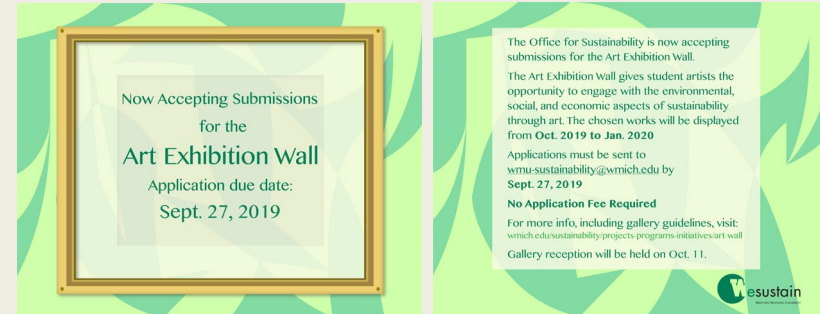 Now Accepting Submissions
for the
Art Exhibition Wall
Application due date:
Sept. 27, 2019
The Office for Sustainability is now accepting
submissions for the Art Exhibition Wall.
The Art Exhibition Wall gives student artists the
opportunity to engage with the environmental,
social, and economic aspects of sustainability
through art. The chosen works will be displayed
from Oct. 2019 to Jan. 2020
Applications must be sent to
wmu-sustainability@wmich.edu by
Sept. 27, 2019
No Application Fee Required
For more info, including gallery guidelines, visit:
wmich.edu/sustainability/projects-programs-initiatives/art-wall
Gallery reception will be held on Oct. 11.
Wesustain
WESTERN MICHIGAN UNIVERSITY